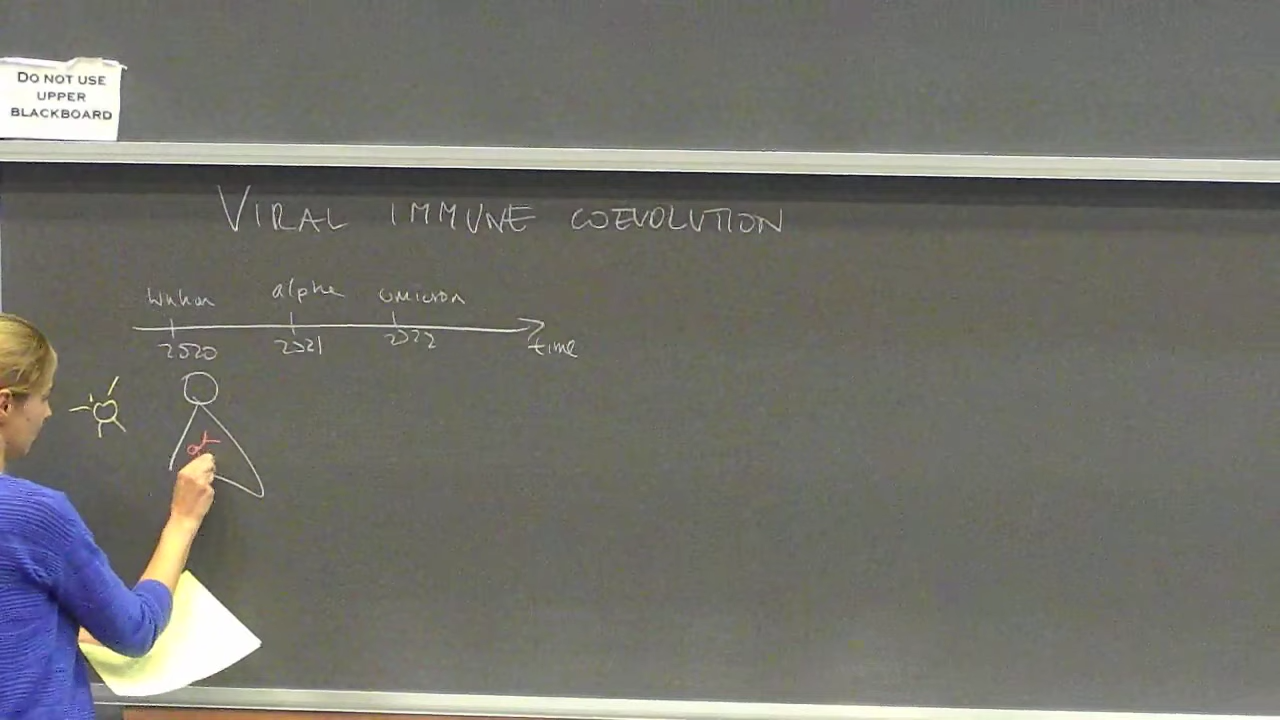 DO NOT USE
UPPER
BLACKBOARD
VIRAL IMMUNE COEVOLUTION
Wuhan alpha omicron
2020 2021 2022 time